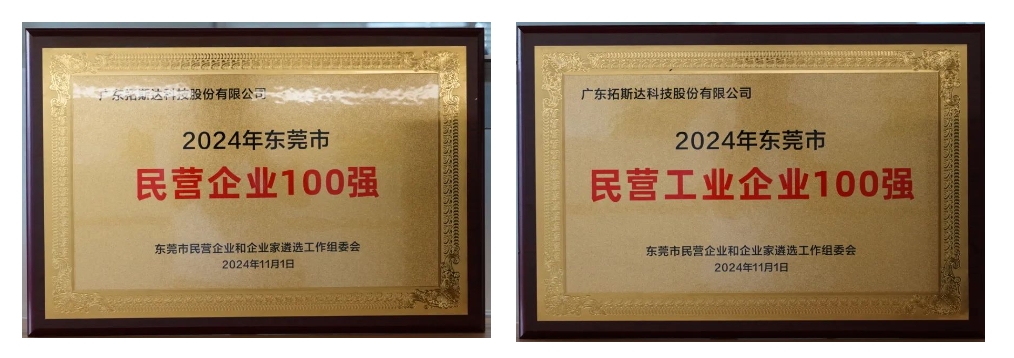 广东拓斯达科技股份有限公司
2024年东莞市
民营企业100强
东莞市民营企业和企业家遴选工作组委会
2024年11月1日
广东拓斯达科技股份有限公司
2024年东莞市
民营工业企业100强
东莞市民营企业和企业家遴选工作组委会
2024年11月1日